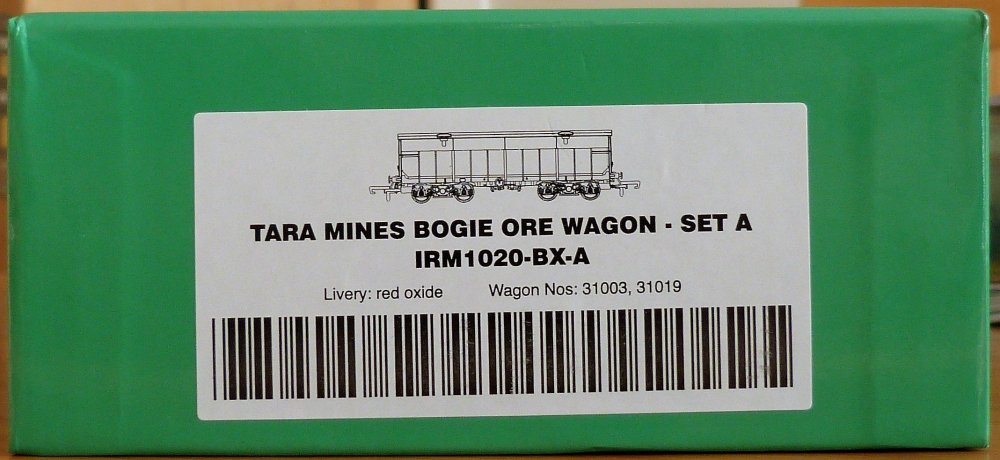 TARA MINES BOGIE ORE WAGON - SET A
IRM1020-BX-A
Livery: red oxide Wagon Nos: 31003, 31019